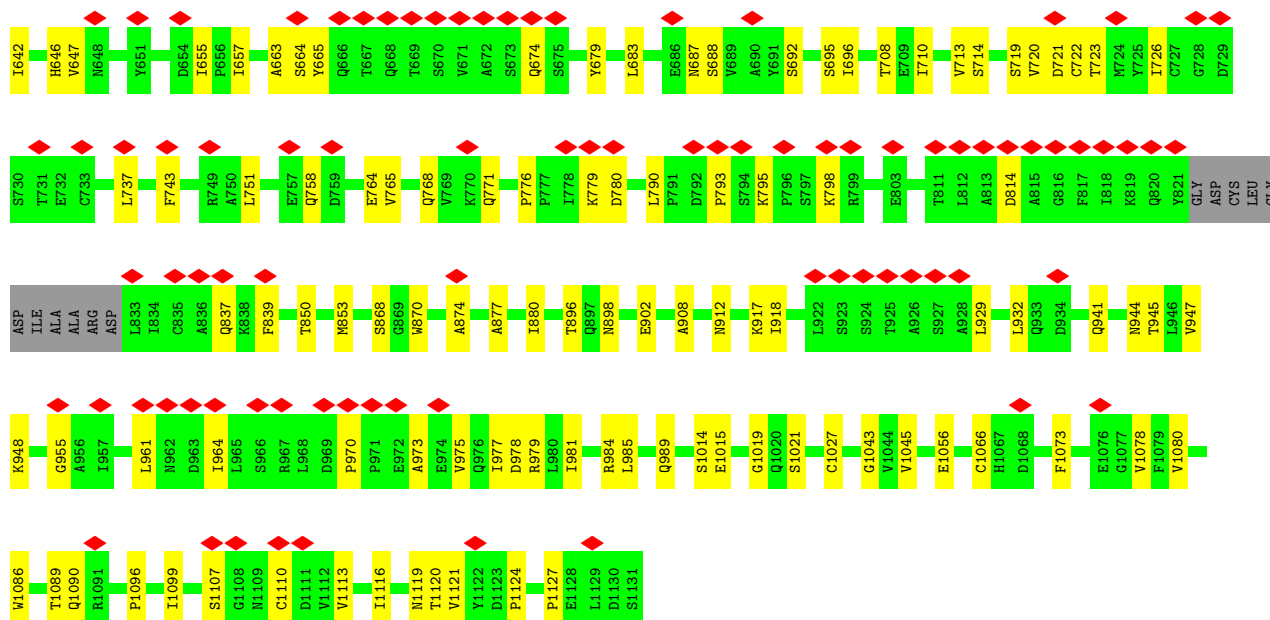 I642 H646 V647 N648 Y651 D654 I655 P656 I657 A663 S664 Y665 Q666 T667 Q668 T669 S670 V671 A672 S673 Q674 S675 Y679 L683 E686 N687 S688 V689 A690 Y691 S692 S695 I696 T708 E709 I710 V713 S714 S719 V720 D721 C722 T723 M724 Y725 I726 C727 G728 D729
S730 T731 E732 C733 L737 F743 R749 A750 L751 E757 Q758 D759 E764 V765 Q768 V769 K770 Q771 P776 P777 I778 K779 D780 L790 P791 D792 P793 S794 K795 P796 S797 K798 R799 E803 T811 L812 A813 D814 A815 G816 F817 I818 K819 Q820 Y821 GLY ASP CYS LEU
ASP ILE ALA ALA ARG ASP L833 I834 C835 A836 Q837 K838 F839 T850 M853 S868 G869 W870 A874 A877 I880 T896 Q897 N898 E902 A908 N912 K917 I918 L922 S923 S924 T925 A926 S927 A928 L929 L932 Q933 D934 Q941 N944 T945 L946 V947
K948 G955 A956 I957 L961 N962 D963 I964 L965 S966 R967 L968 D969 P970 P971 E972 A973 E974 V975 Q976 I977 D978 R979 L980 I981 R984 L985 Q989 S1014 E1015 G1019 Q1020 S1021 C1027 G1043 V1044 V1045 E1056 C1066 H1067 D1068 F1073 E1076 G1077 V1078 F1079 V1080
W1086 T1089 Q1090 R1091 P1096 I1099 S1107 G1108 N1109 C1110 D1111 V1112 V1113 I1116 N1119 T1120 V1121 Y1122 D1123 P1124 P1127 E1128 L1129 D1130 S1131